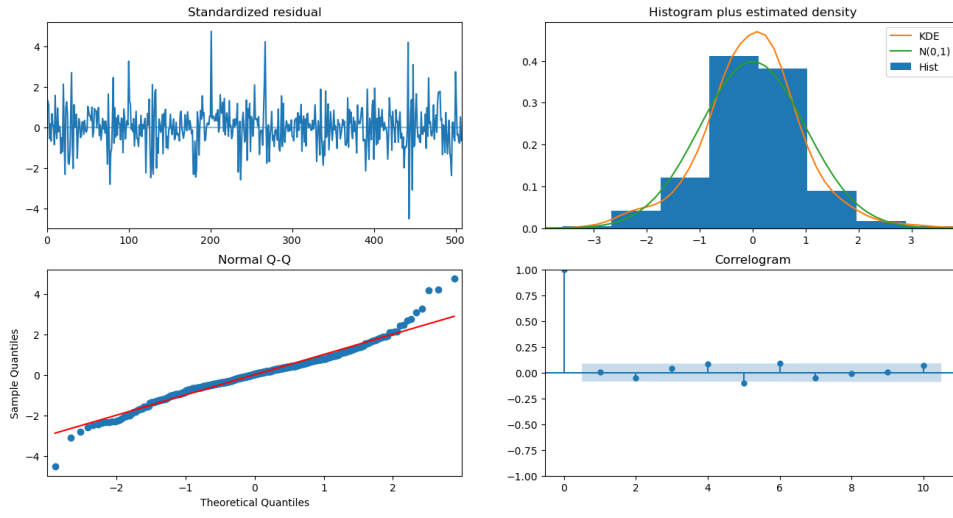 Standardized residual
4
2
0
−2
−4
0 100 200 300 400 500
Histogram plus estimated density
KDE
N(0,1)
Hist
0.4
0.3
0.2
0.1
0.0
−3 −2 −1 0 1 2 3
Normal Q-Q
Sample Quantiles
4
2
0
−2
−4
−2 −1 0 1 2
Theoretical Quantiles
Correlogram
1.00
0.75
0.50
0.25
0.00
−0.25
−0.50
−0.75
−1.00
0 2 4 6 8 10